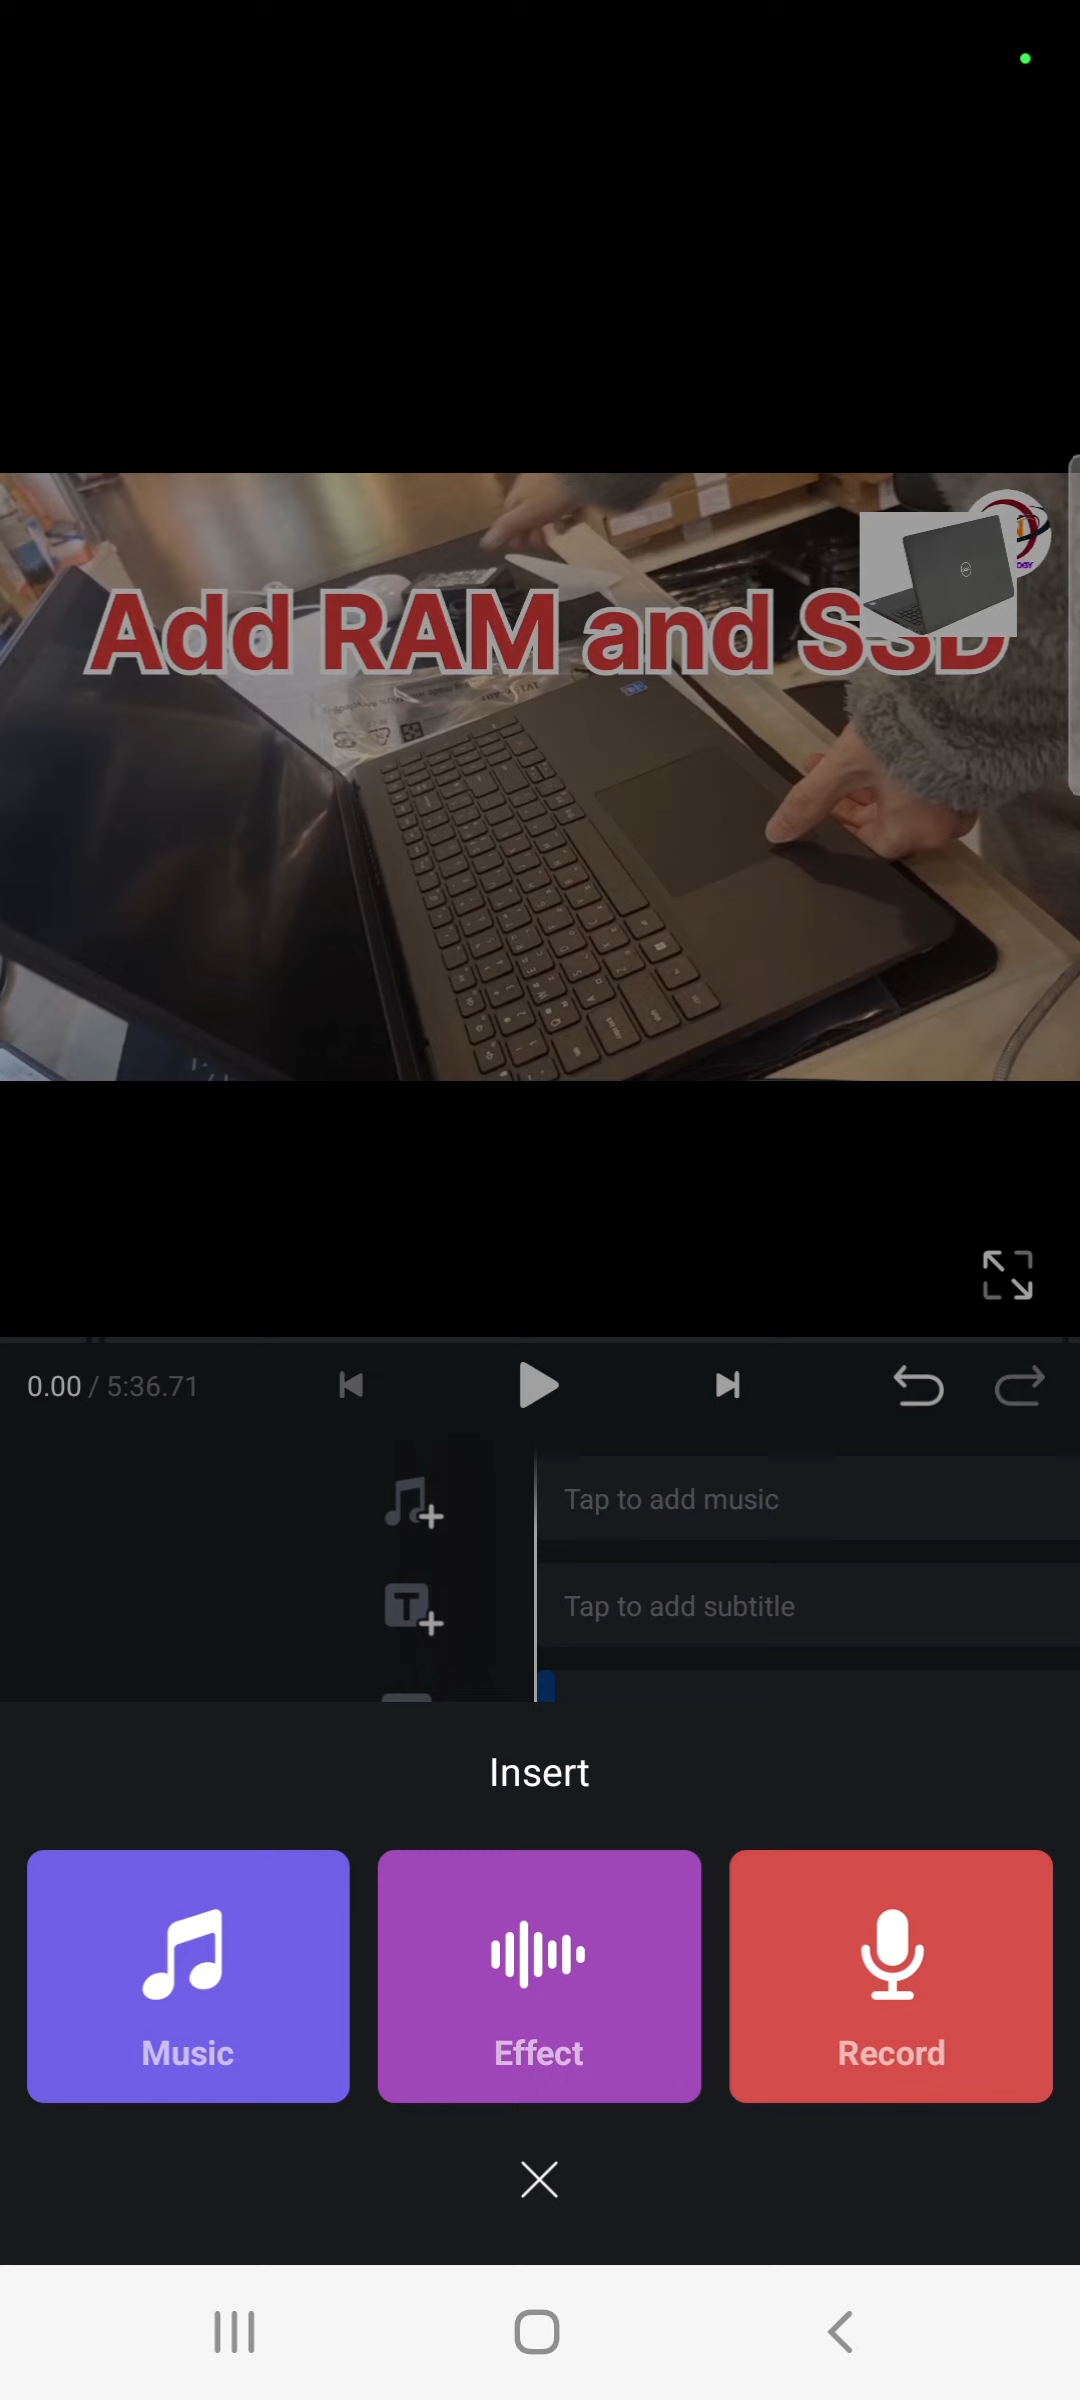 Add RAM and SSD
OGY
0.00 / 5:36.71
Tap to add music
Tap to add subtitle
Insert
Music
Effect
Record